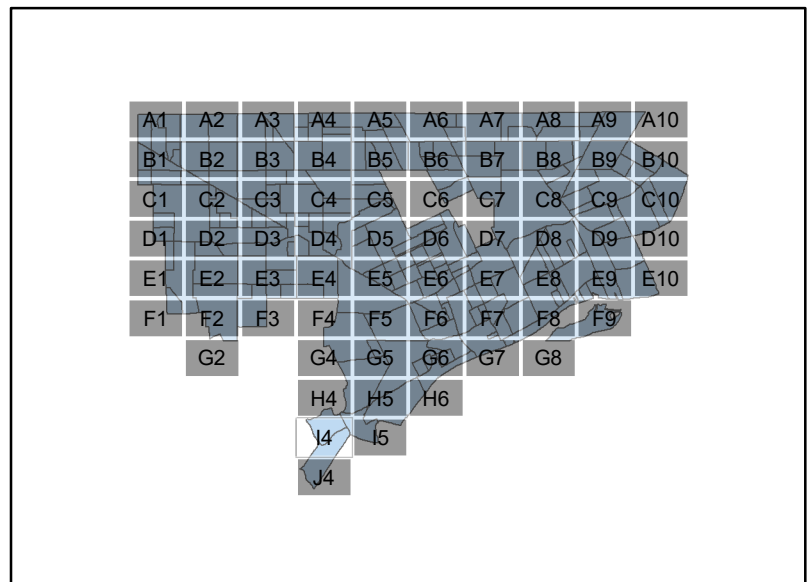 A1 A2 A3 A4 A5 A6 A7 A8 A9 A10
B1 B2 B3 B4 B5 B6 B7 B8 B9 B10
C1 C2 C3 C4 C5 C6 C7 C8 C9 C10
D1 D2 D3 D4 D5 D6 D7 D8 D9 D10
E1 E2 E3 E4 E5 E6 E7 E8 E9 E10
F1 F2 F3 F4 F5 F6 F7 F8 F9
G2 G4 G5 G6 G7 G8
H4 H5 H6
I4 I5
J4